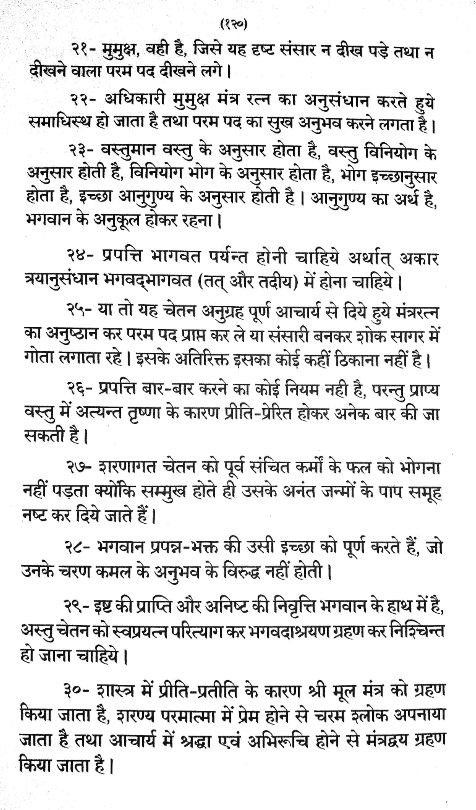 (१२०)
२१- मुमुक्ष, वही है, जिसे यह दृष्ट संसार न दीख पड़े तथा न
दीखने वाला परम पद दीखने लगे।
२२- अधिकारी मुमुक्ष मंत्र रत्न का अनुसंधान करते हुये
समाधिस्थ हो जाता है तथा परम पद का सुख अनुभव करने लगता है।
२३- वस्तुमान वस्तु के अनुसार होता है, वस्तु विनियोग के
अनुसार होती है, विनियोग भोग के अनुसार होता है, भोग इच्छानुसार
होता है, इच्छा आनुगुण्य के अनुसार होती है। आनुगुण्य का अर्थ है,
भगवान के अनुकूल होकर रहना।
२४- प्रपत्ति भागवत पर्यन्त होनी चाहिये अर्थात् अकार
त्रयानुसंधान भगवद्भागवत (तत् और तदीय) में होना चाहिये।
२५- या तो यह चेतन अनुग्रह पूर्ण आचार्य से दिये हुये मंत्ररत्न
का अनुष्ठान कर परम पद प्राप्त कर ले या संसारी बनकर शोक सागर में
गोता लगाता रहे। इसके अतिरिक्त इसका कोई कहीं ठिकाना नहीं है।
२६- प्रपत्ति बार-बार करने का कोई नियम नही है, परन्तु प्राप्य
वस्तु में अत्यन्त तृष्णा के कारण प्रीति-प्रेरित होकर अनेक बार की जा
सकती है।
२७- शरणागत चेतन को पूर्व संचित कर्मों के फल को भोगना
नहीं पड़ता क्योंकि सम्मुख होते ही उसके अनंत जन्मों के पाप समूह
नष्ट कर दिये जाते हैं।
२८- भगवान प्रपन्न-भक्त की उसी इच्छा को पूर्ण करते हैं, जो
उनके चरण कमल के अनुभव के विरुद्ध नहीं होती।
२९- इष्ट की प्राप्ति और अनिष्ट की निवृत्ति भगवान के हाथ में है,
अस्तु चेतन को स्वप्रयत्न परित्याग कर भगवदाश्रयण ग्रहण कर निश्चिन्त
हो जाना चाहिये।
३०- शास्त्र में प्रीति-प्रतीति के कारण श्री मूल मंत्र को ग्रहण
किया जाता है, शरण्य परमात्मा में प्रेम होने से चरम श्लोक अपनाया
जाता है तथा आचार्य में श्रद्धा एवं अभिरूचि होने से मंत्रद्वय ग्रहण
किया जाता है।